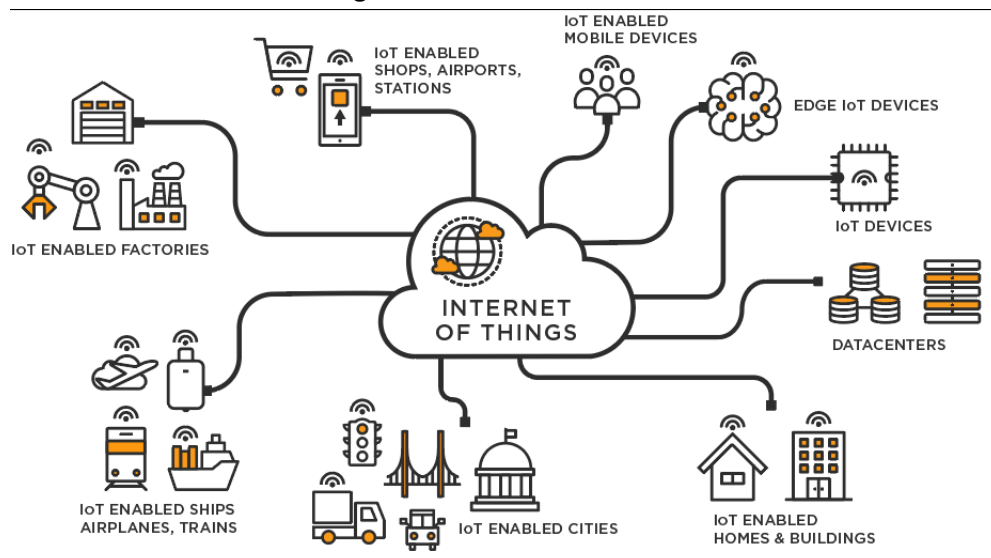 IoT ENABLED
MOBILE DEVICES
IoT ENABLED
SHOPS, AIRPORTS,
STATIONS
EDGE IoT DEVICES
IoT DEVICES
IoT ENABLED FACTORIES
INTERNET
OF THINGS
DATACENTERS
IoT ENABLED SHIPS
AIRPLANES, TRAINS
IoT ENABLED CITIES
IoT ENABLED
HOMES & BUILDINGS